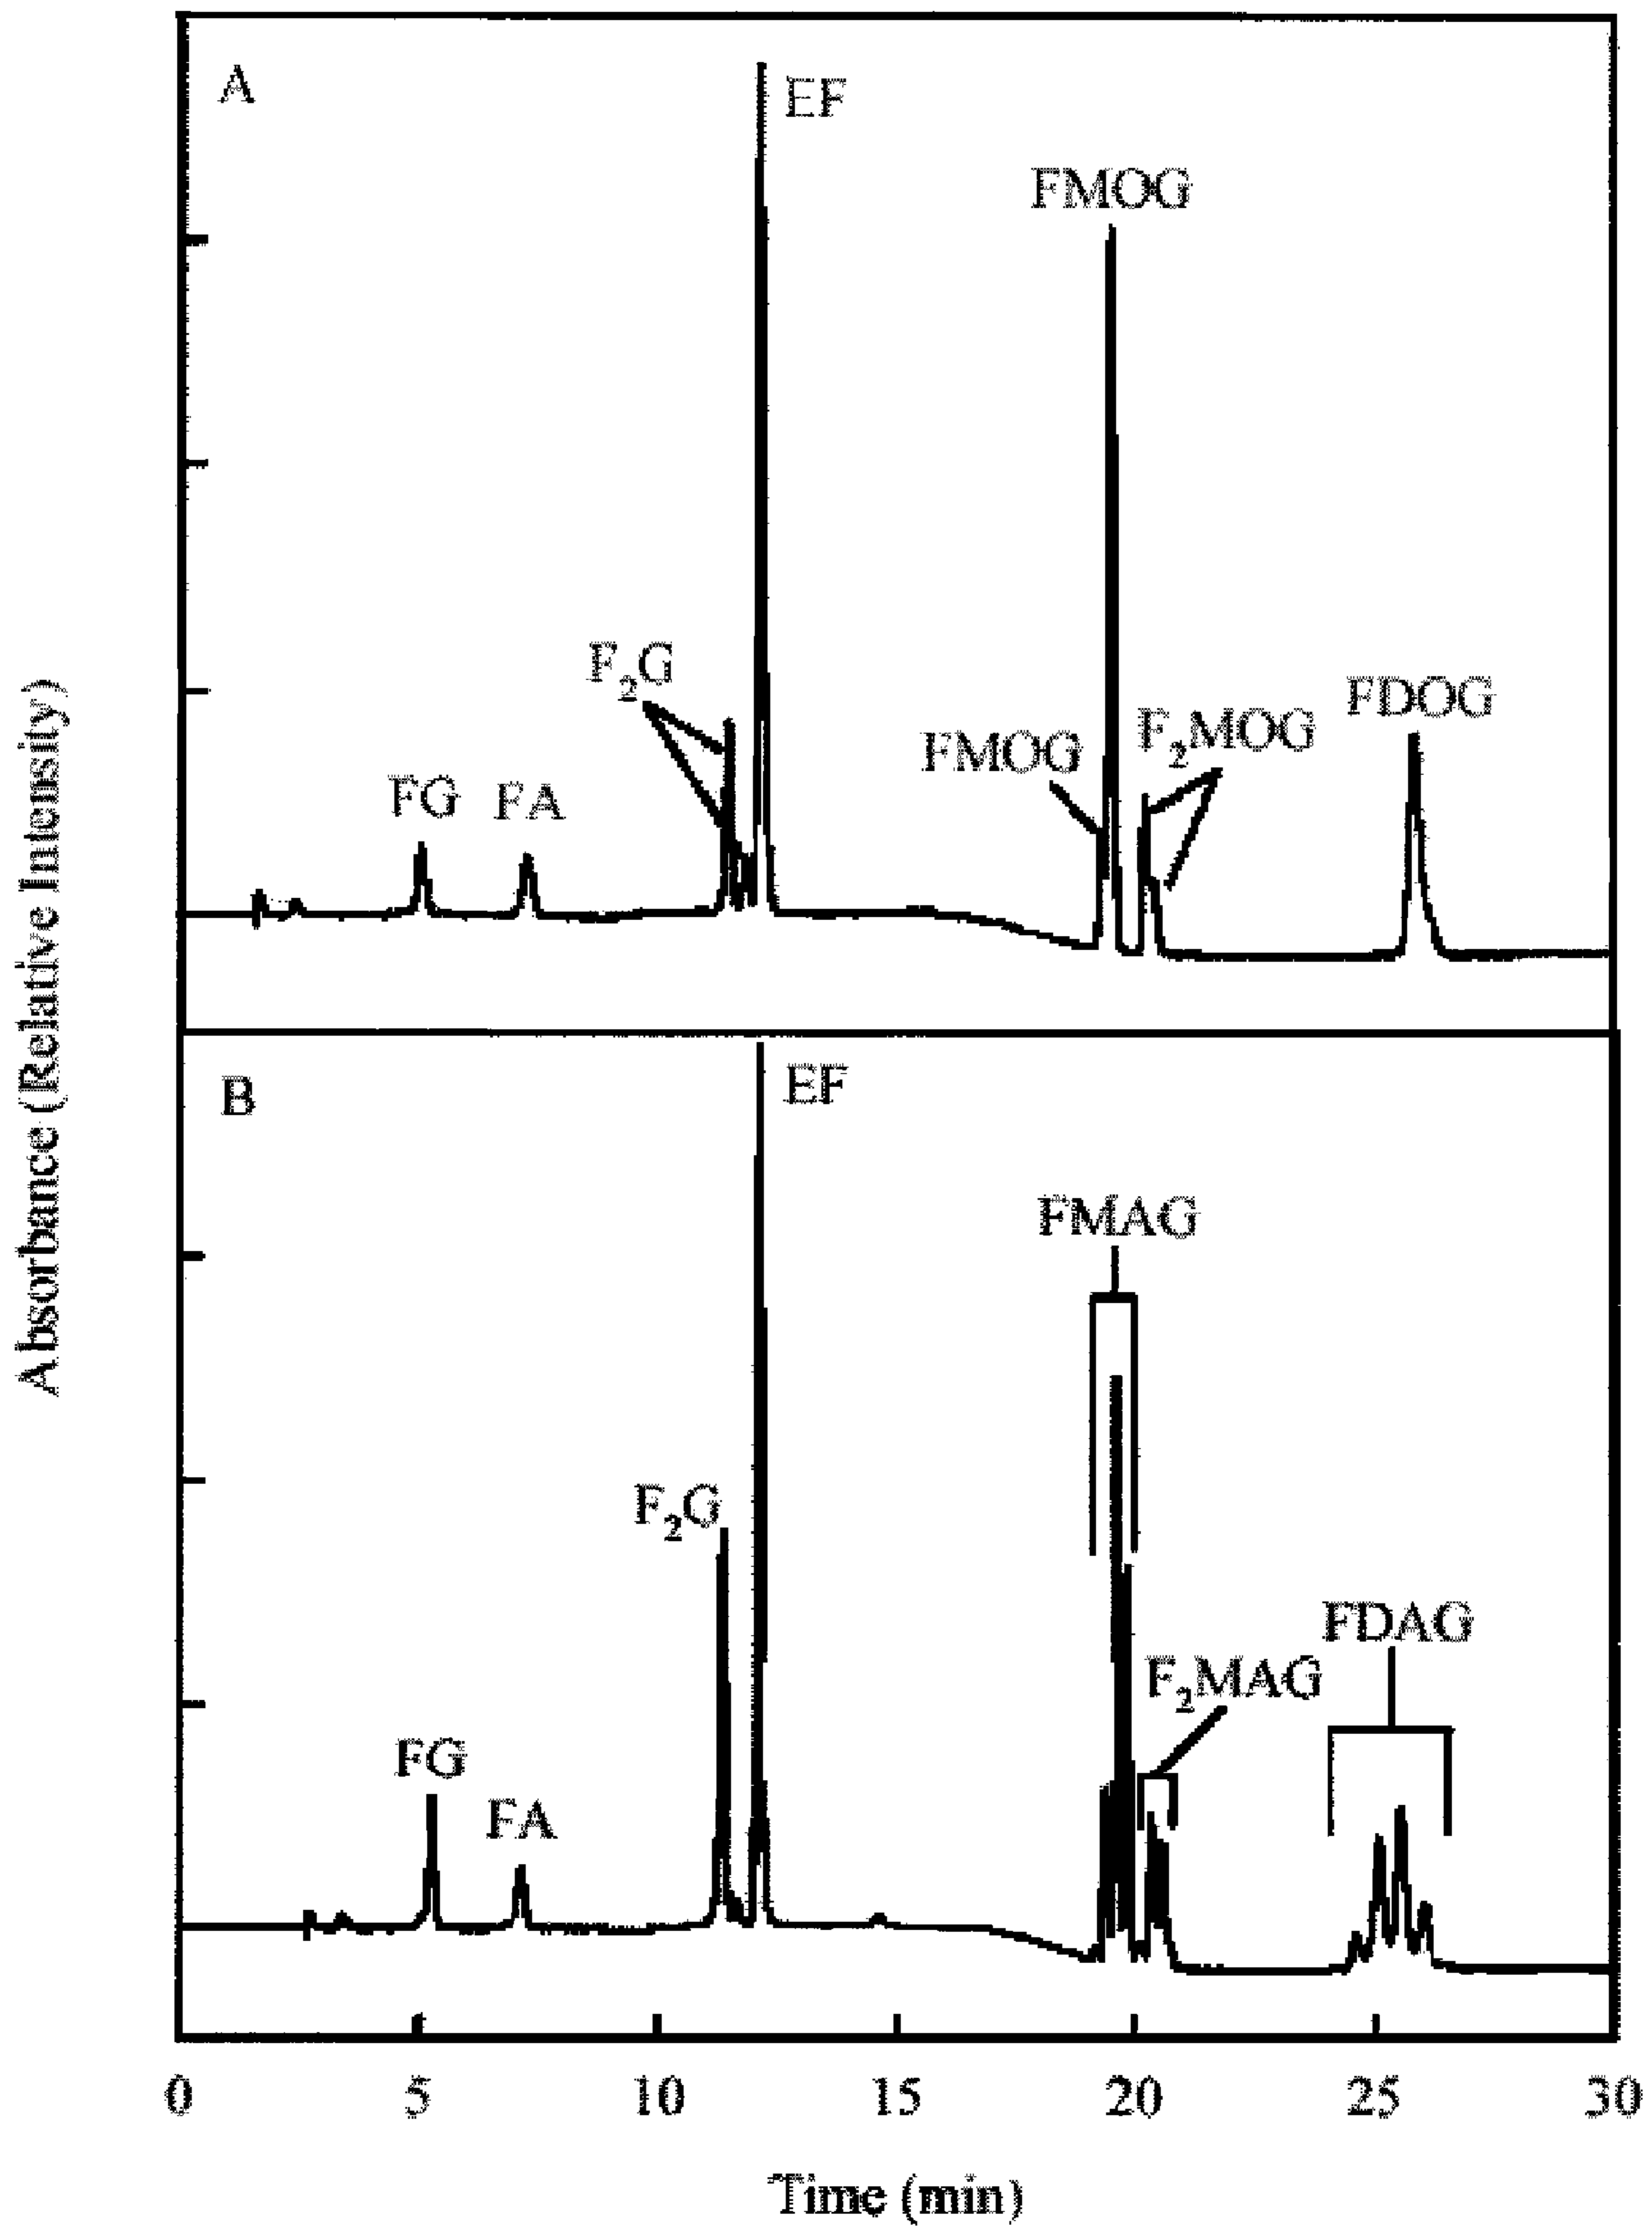 A
EF
FMOG
F₂G
FMOG
F₂MOG
FDOG
FG
FA
Absorbance (Relative Intensity)
B
EF
FMAG
F₂G
F₂MAG
FDAG
FG
FA
0 5 10 15 20 25 30
Time (min)